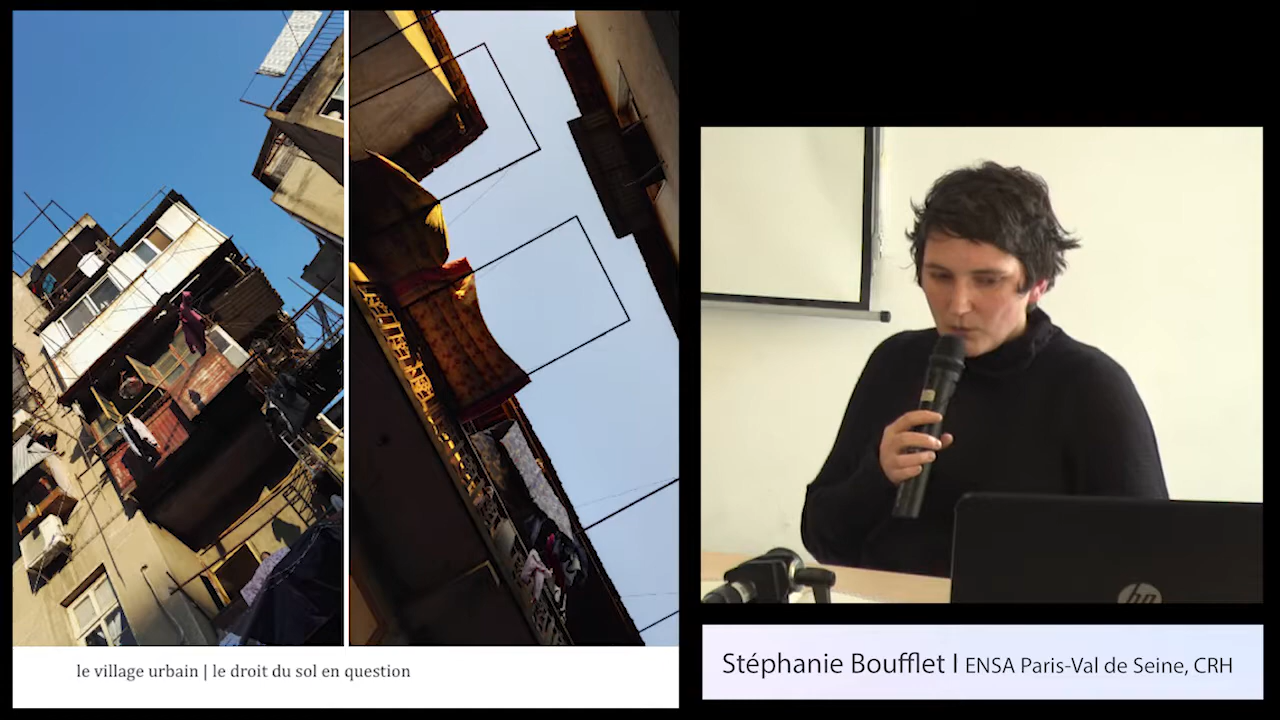 le village urbain | le droit du sol en question
hp
Stéphanie Boufflet I ENSA Paris-Val de Seine, CRH